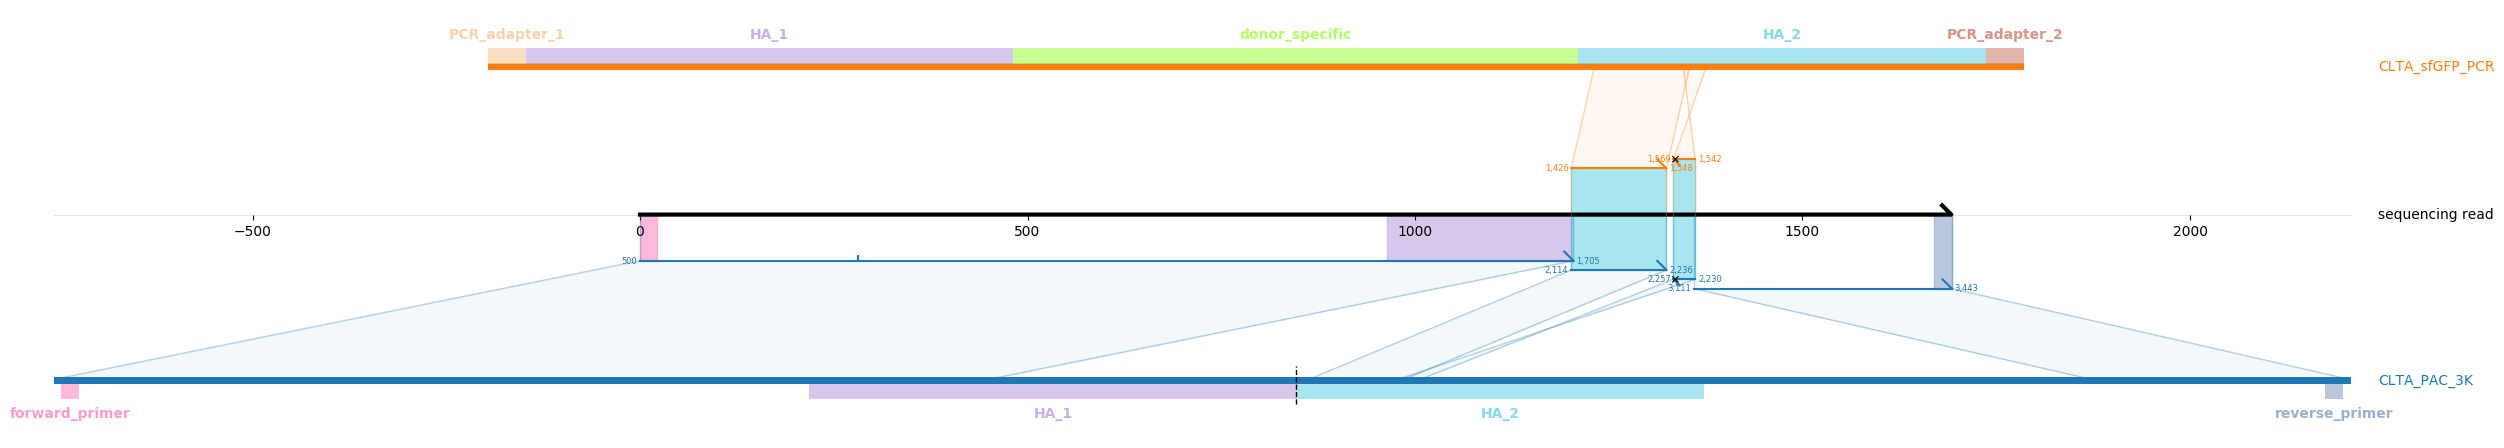 PCR_adapter_1 HA_1 donor_specific HA_2 PCR_adapter_2
CLTA_sfGFP_PCR
1,569 1,542
1,426 1,548
sequencing read
−500 0 500 1000 1500 2000
500 1,705
2,114 2,236
2,257 2,230
3,111 3,443
CLTA_PAC_3K
forward_primer HA_1 HA_2 reverse_primer